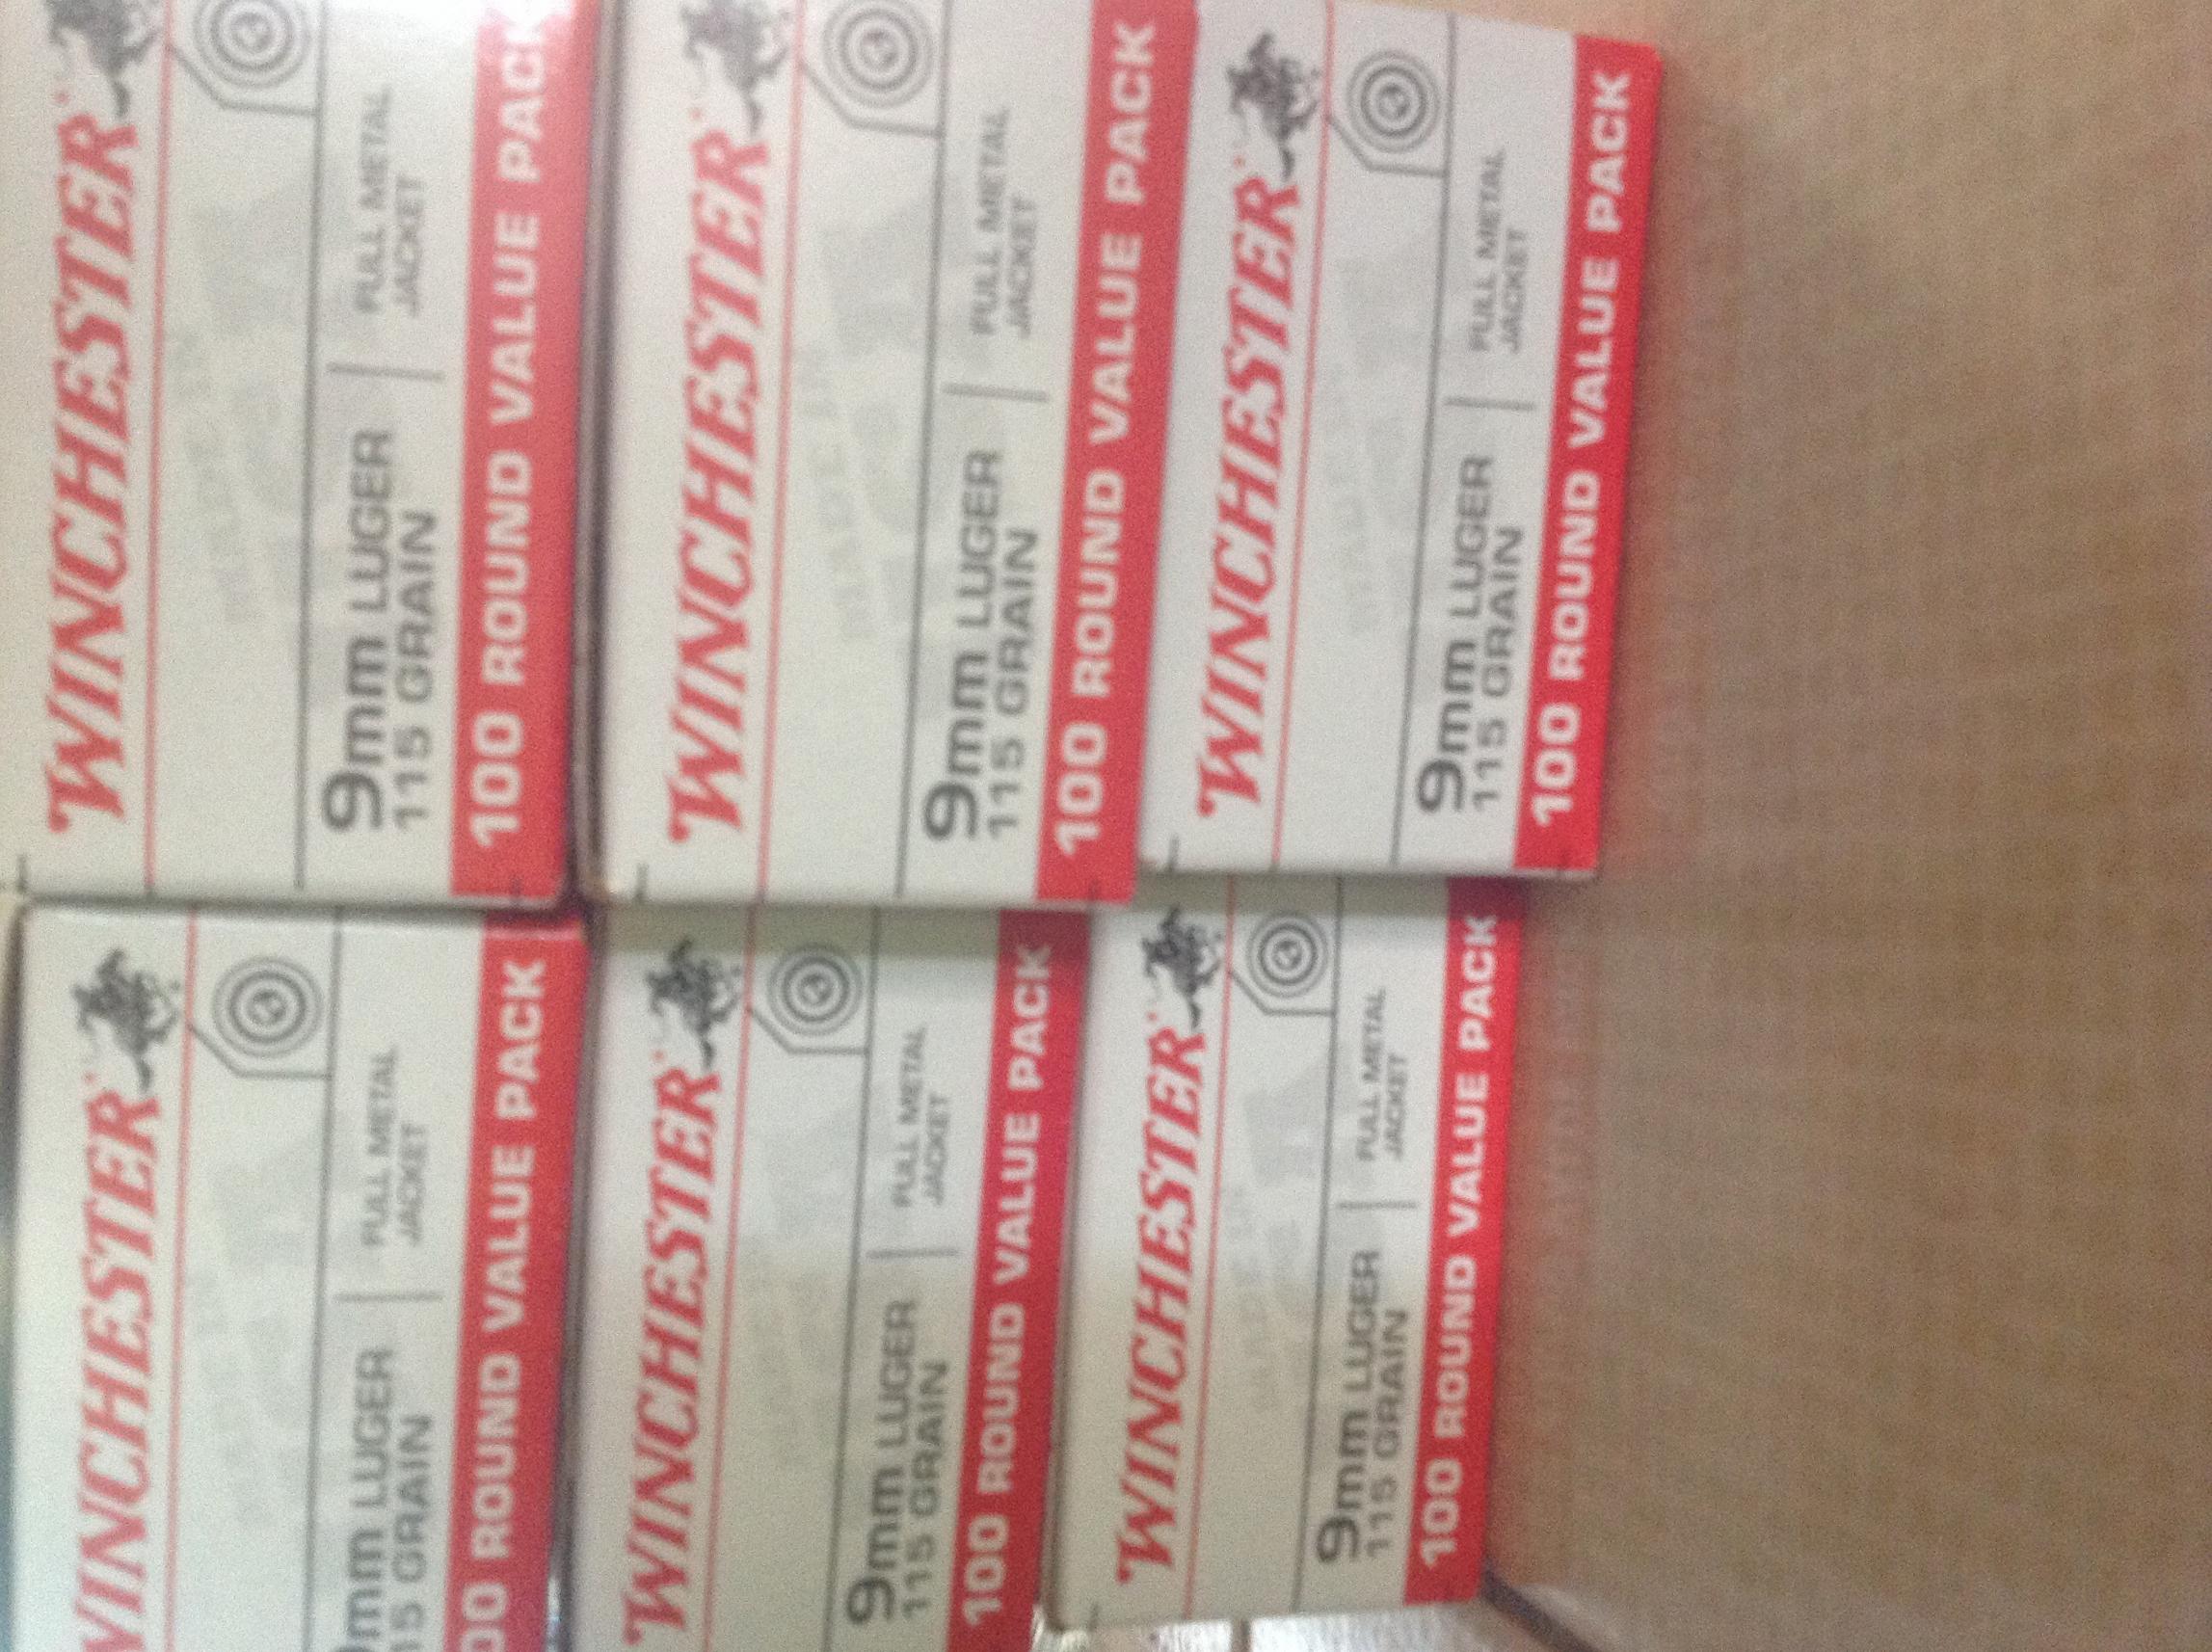 WINCHESTER
mm LUGER
15 GRAIN
FULL METAL
JACKET
00 ROUND VALUE PACK
WINCHESTER
9mm LUGER
115 GRAIN
FULL METAL
JACKET
100 ROUND VALUE PACK
WINCHESTER
9mm LUGER
115 GRAIN
FULL METAL
JACKET
100 ROUND VALUE PACK
WINCHESTER
9mm LUGER
115 GRAIN
FULL METAL
JACKET
100 ROUND VALUE PACK
WINCHESTER
9mm LUGER
115 GRAIN
FULL METAL
JACKET
100 ROUND VALUE PACK
WINCHESTER
9mm LUGER
115 GRAIN
FULL METAL
JACKET
100 ROUND VALUE PACK